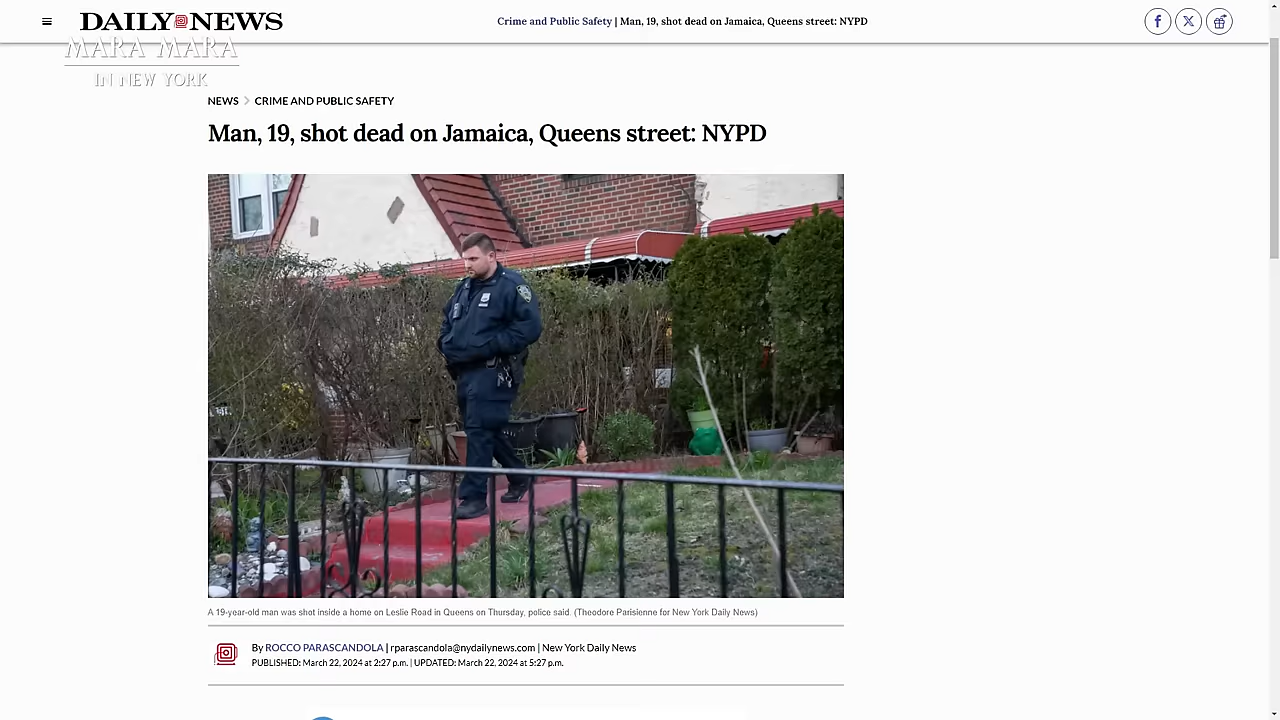 DAILY NEWS
Crime and Public Safety | Man, 19, shot dead on Jamaica, Queens street: NYPD
MARA MARA
IN NEW YORK
NEWS > CRIME AND PUBLIC SAFETY
Man, 19, shot dead on Jamaica, Queens street: NYPD
A 19-year-old man was shot inside a home on Leslie Road in Queens on Thursday, police said. (Theodore Parisienne for New York Daily News)
By ROCCO PARASCANDOLA | rparascandola@nydailynews.com | New York Daily News
PUBLISHED: March 22, 2024 at 2:27 p.m. | UPDATED: March 22, 2024 at 5:27 p.m.